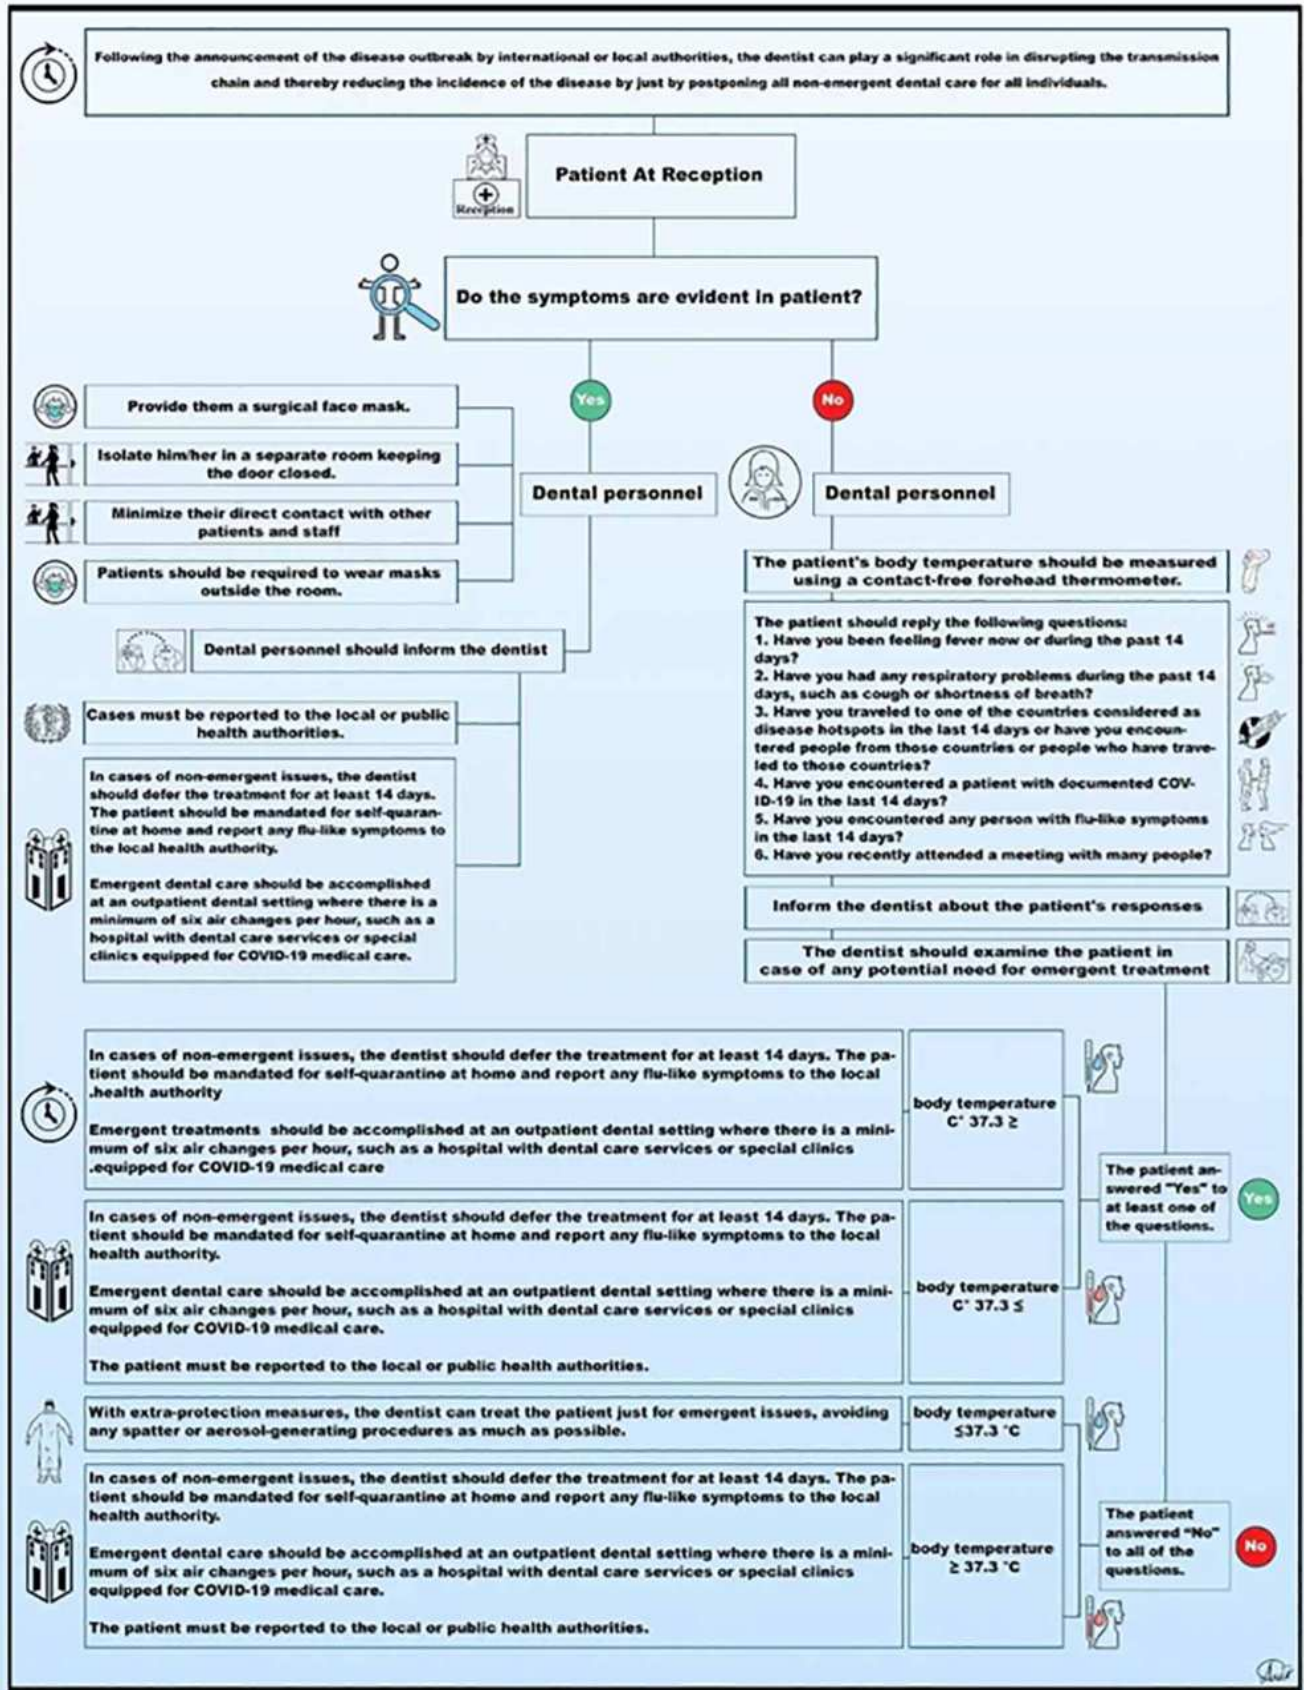 Following the announcement of the disease outbreak by international or local authorities, the dentist can play a significant role in disrupting the transmission
chain and thereby reducing the incidence of the disease by just by postponing all non-emergent dental care for all individuals.
Patient At Reception
Reception
Do the symptoms are evident in patient?
Yes
No
Provide them a surgical face mask.
Isolate him/her in a separate room keeping
the door closed.
Minimize their direct contact with other
patients and staff
Patients should be required to wear masks
outside the room.
Dental personnel
Dental personnel should inform the dentist
Cases must be reported to the local or public
health authorities.
In cases of non-emergent issues, the dentist
should defer the treatment for at least 14 days.
The patient should be mandated for self-quaran-
tine at home and report any flu-like symptoms to
the local health authority.
Emergent dental care should be accomplished
at an outpatient dental setting where there is a
minimum of six air changes per hour, such as a
hospital with dental care services or special
clinics equipped for COVID-19 medical care.
Dental personnel
The patient's body temperature should be measured
using a contact-free forehead thermometer.
The patient should reply the following questions:
1. Have you been feeling fever now or during the past 14
days?
2. Have you had any respiratory problems during the past 14
days, such as cough or shortness of breath?
3. Have you traveled to one of the countries considered as
disease hotspots in the last 14 days or have you encoun-
tered people from those countries or people who have trave-
led to those countries?
4. Have you encountered a patient with documented COV-
ID-19 in the last 14 days?
5. Have you encountered any person with flu-like symptoms
in the last 14 days?
6. Have you recently attended a meeting with many people?
Inform the dentist about the patient's responses
The dentist should examine the patient in
case of any potential need for emergent treatment
In cases of non-emergent issues, the dentist should defer the treatment for at least 14 days. The pa-
tient should be mandated for self-quarantine at home and report any flu-like symptoms to the local
.health authority
Emergent treatments should be accomplished at an outpatient dental setting where there is a mini-
mum of six air changes per hour, such as a hospital with dental care services or special clinics
.equipped for COVID-19 medical care
body temperature
C° 37.3 ≥
In cases of non-emergent issues, the dentist should defer the treatment for at least 14 days. The pa-
tient should be mandated for self-quarantine at home and report any flu-like symptoms to the local
health authority.
Emergent dental care should be accomplished at an outpatient dental setting where there is a mini-
mum of six air changes per hour, such as a hospital with dental care services or special clinics
equipped for COVID-19 medical care.
The patient must be reported to the local or public health authorities.
body temperature
C° 37.3 ≤
The patient an-
swered "Yes" to
at least one of
the questions.
Yes
With extra-protection measures, the dentist can treat the patient just for emergent issues, avoiding
any spatter or aerosol-generating procedures as much as possible.
body temperature
≤37.3 °C
In cases of non-emergent issues, the dentist should defer the treatment for at least 14 days. The pa-
tient should be mandated for self-quarantine at home and report any flu-like symptoms to the local
health authority.
Emergent dental care should be accomplished at an outpatient dental setting where there is a mini-
mum of six air changes per hour, such as a hospital with dental care services or special clinics
equipped for COVID-19 medical care.
The patient must be reported to the local or public health authorities.
body temperature
≥ 37.3 °C
The patient
answered "No"
to all of the
questions.
No